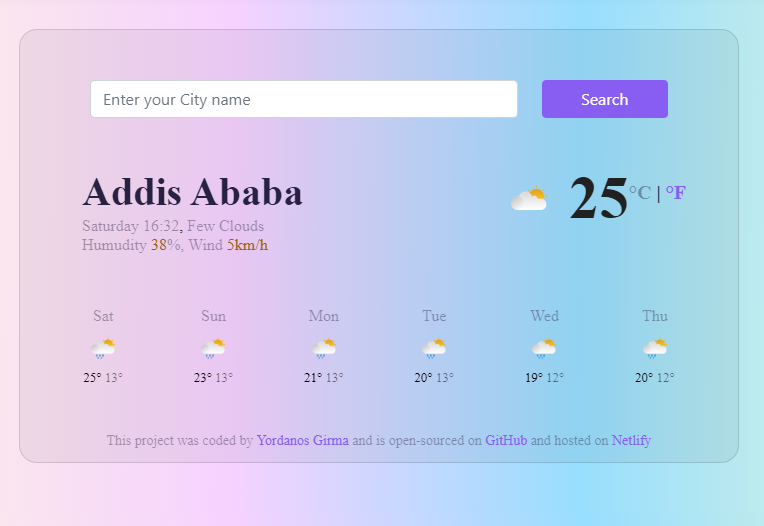 Enter your City name
Search
Addis Ababa
25°C | °F
Saturday 16:32, Few Clouds
Humudity 38%, Wind 5km/h
Sat Sun Mon Tue Wed Thu
25° 13° 23° 13° 21° 13° 20° 13° 19° 12° 20° 12°
This project was coded by Yordanos Girma and is open-sourced on GitHub and hosted on Netlify